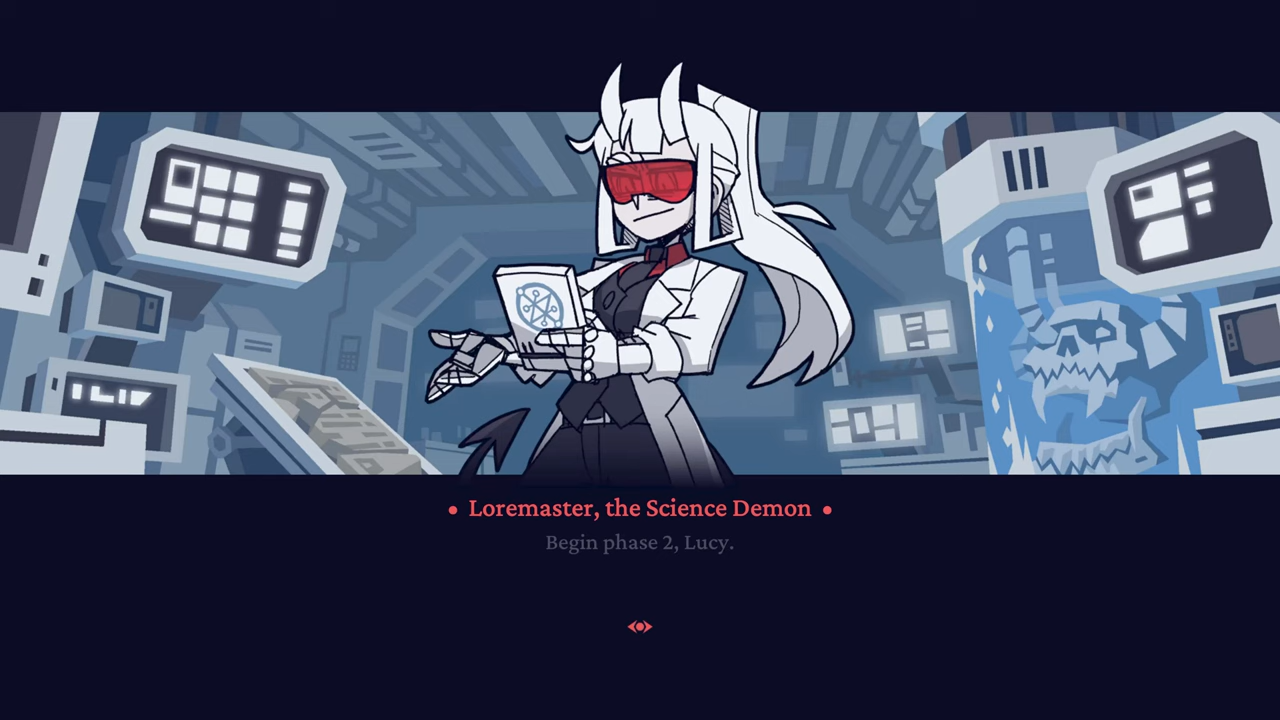 • Loremaster, the Science Demon •
Begin phase 2, Lucy.